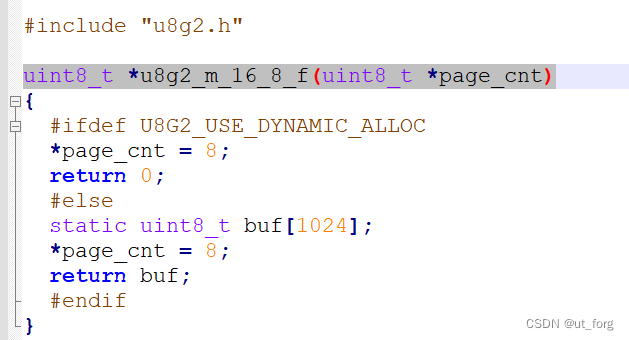 #include "u8g2.h"
uint8_t *u8g2_m_16_8_f(uint8_t *page_cnt)
{
  #ifdef U8G2_USE_DYNAMIC_ALLOC
  *page_cnt = 8;
  return 0;
  #else
  static uint8_t buf[1024];
  *page_cnt = 8;
  return buf;
  #endif
}
CSDN @ut_forg